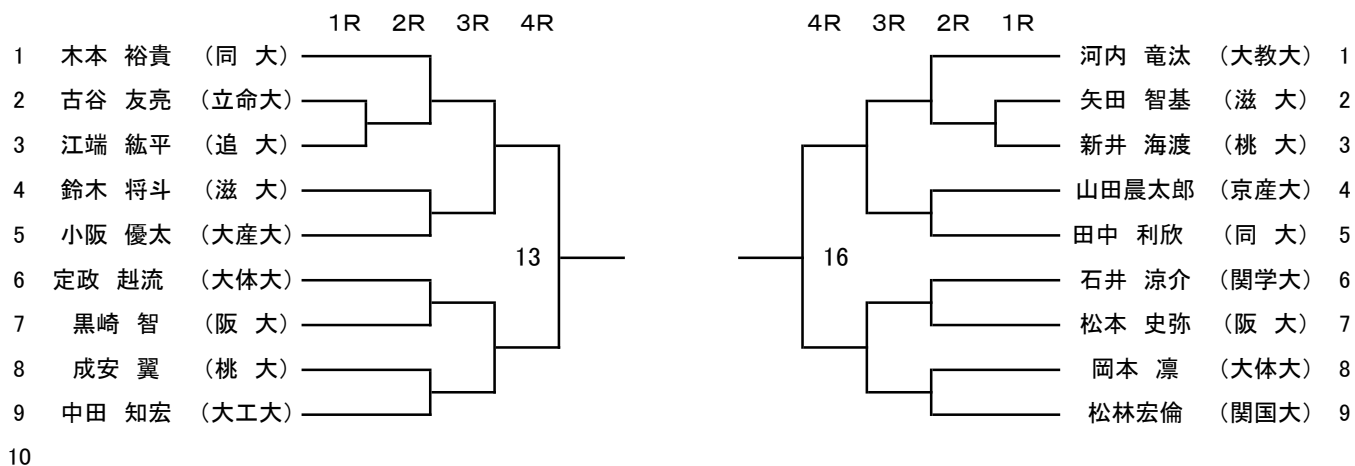 1R 2R 3R 4R 4R 3R 2R 1R
1 木本 裕貴 (同 大) 河内 竜汰 (大教大) 1
2 古谷 友亮 (立命大) 矢田 智基 (滋 大) 2
3 江端 紘平 (追 大) 新井 海渡 (桃 大) 3
4 鈴木 将斗 (滋 大) 山田晨太郎 (京産大) 4
5 小阪 優太 (大産大) 田中 利欣 (同 大) 5
13 16
6 定政 赳流 (大体大) 石井 涼介 (関学大) 6
7 黒崎 智 (阪 大) 松本 史弥 (阪 大) 7
8 成安 翼 (桃 大) 岡本 凛 (大体大) 8
9 中田 知宏 (大工大) 松林宏倫 (関国大) 9
10